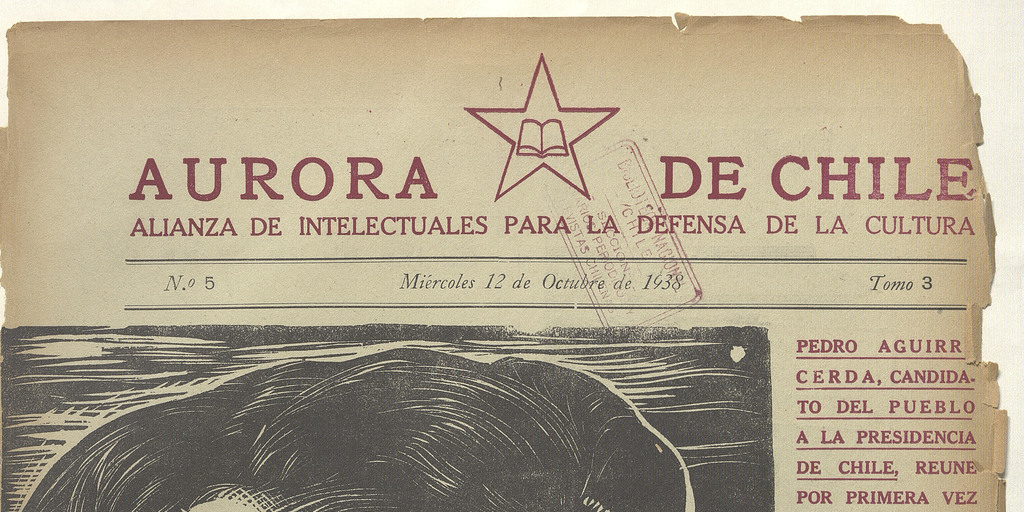 AURORA DE CHILE
ALIANZA DE INTELECTUALES PARA LA DEFENSA DE LA CULTURA
N.o 5 Miércoles 12 de Octubre de 1938 Tomo 3
PEDRO AGUIRR
CERDA, CANDIDA-
TO DEL PUEBLO
A LA PRESIDENCIA
DE CHILE, REUNE
POR PRIMERA VEZ